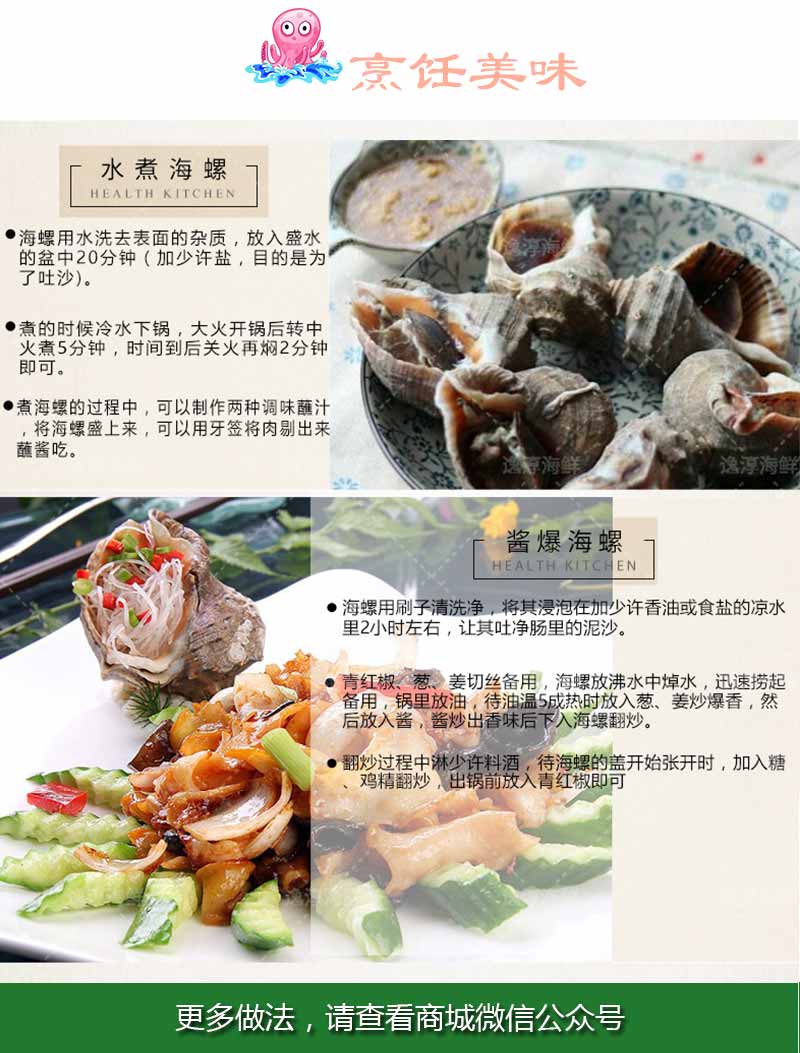 烹饪美味
水煮海螺
HEALTH KITCHEN
●海螺用水洗去表面的杂质，放入盛水
的盆中20分钟（加少许盐，目的是为
了吐沙)。
●煮的时候冷水下锅，大火开锅后转中
火煮5分钟，时间到后关火再焖2分钟
即可。
●煮海螺的过程中，可以制作两种调味蘸汁
，将海螺盛上来，可以用牙签将肉剔出来
蘸酱吃。
逸淳海鲜
逸淳海鲜
逸淳海鲜
酱爆海螺
HEALTH KITCHEN
●海螺用刷子清洗净，将其浸泡在加少许香油或食盐的凉水
里2小时左右，让其吐净肠里的泥沙。
●青红椒、葱、姜切丝备用，海螺放沸水中焯水，迅速捞起
备用，锅里放油，待油温5成热时放入葱、姜炒爆香，然
后放入酱，酱炒出香味后下入海螺翻炒。
●翻炒过程中淋少许料酒，待海螺的盖开始张开时，加入糖
、鸡精翻炒，出锅前放入青红椒即可
更多做法，请查看商城微信公众号